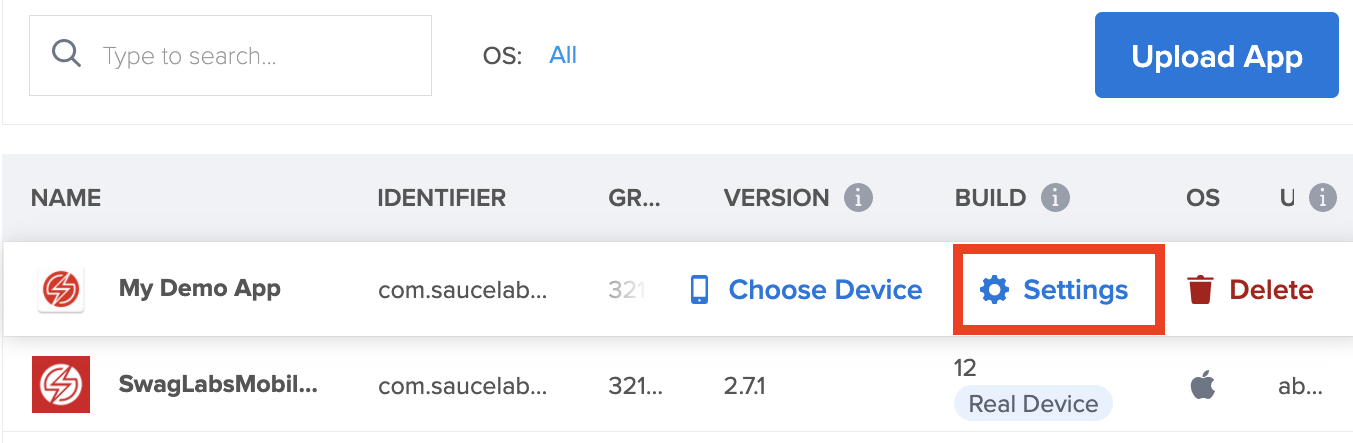 Type to search...
OS: All
Upload App
NAME IDENTIFIER GR... VERSION i BUILD i OS U i
My Demo App com.saucelab... 321 Choose Device Settings Delete
SwagLabsMobil... com.saucelab... 321... 2.7.1 12 ab...
Real Device